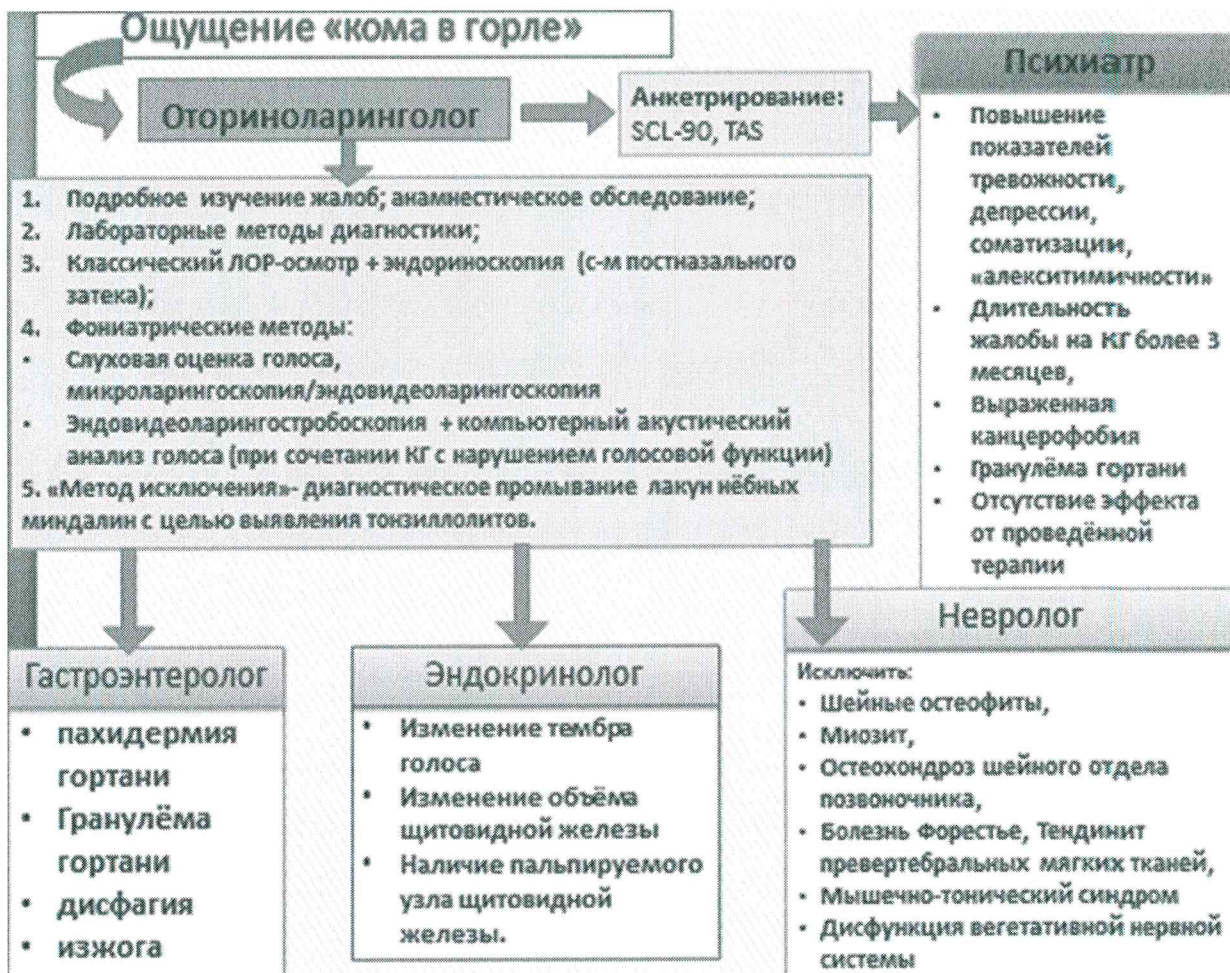 Ощущение «кома в горле»
Оториноларинголог
Анкетрирование:
SCL-90, TAS
Психиатр
• Повышение
показателей
тревожности,
депрессии,
соматизации,
«алекситимичности»
• Длительность
жалобы на КГ более 3
месяцев,
• Выраженная
канцерофобия
• Гранулёма гортани
• Отсутствие эффекта
от проведённой
терапии
1. Подробное изучение жалоб; анамнестическое обследование;
2. Лабораторные методы диагностики;
3. Классический ЛОР-осмотр + эндориноскопия (с-м постназального
затека);
4. Фониатрические методы:
• Слуховая оценка голоса,
микроларингоскопия/эндовидеоларингоскопия
• Эндовидеоларингостробоскопия + компьютерный акустический
анализ голоса (при сочетании КГ с нарушением голосовой функции)
5. «Метод исключения»- диагностическое промывание лакун нёбных
миндалин с целью выявления тонзиллолитов.
Гастроэнтеролог
• пахидермия
гортани
• Гранулёма
гортани
• дисфагия
• изжога
Эндокринолог
• Изменение тембра
голоса
• Изменение объёма
щитовидной железы
• Наличие пальпируемого
узла щитовидной
железы.
Невролог
Исключить:
• Шейные остеофиты,
• Миозит,
• Остеохондроз шейного отдела
позвоночника,
• Болезнь Форестье, Тендинит
превертебральных мягких тканей,
• Мышечно-тонический синдром
• Дисфункция вегетативной нервной
системы